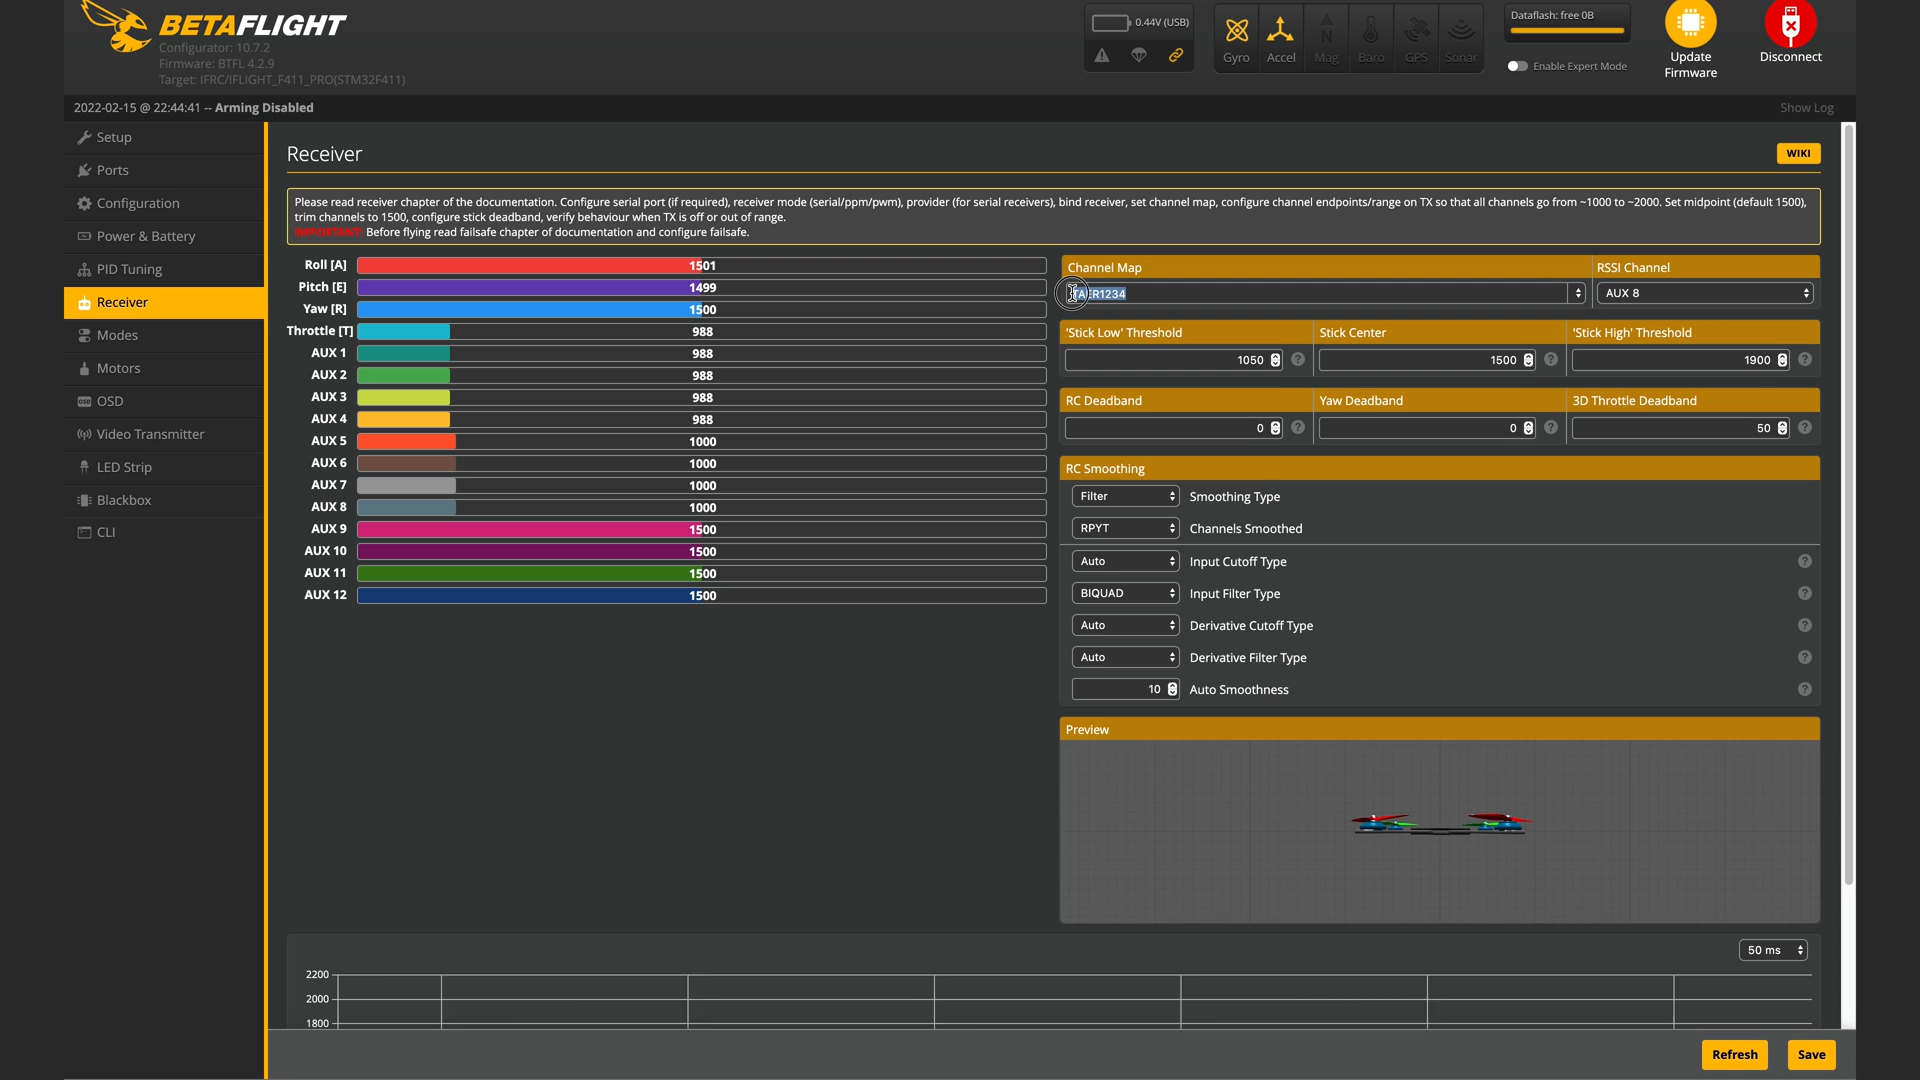 BETAFLIGHT
Configurator: 10.7.2
Firmware: BTFL 4.2.9
Target: IFRC/IFLIGHT_F411_PRO(STM32F411)
0.44V (USB)
Gyro
Accel
Mag
Baro
GPS
Sonar
Dataflash: free 0B
Enable Expert Mode
Update
Firmware
Disconnect
2022-02-15 @ 22:44:41 -- Arming Disabled
Show Log
Setup
Ports
Configuration
Power & Battery
PID Tuning
Receiver
Modes
Motors
OSD
Video Transmitter
LED Strip
Blackbox
CLI
Receiver
WIKI
Please read receiver chapter of the documentation. Configure serial port (if required), receiver mode (serial/ppm/pwm), provider (for serial receivers), bind receiver, set channel map, configure channel endpoints/range on TX so that all channels go from ~1000 to ~2000. Set midpoint (default 1500),
trim channels to 1500, configure stick deadband, verify behaviour when TX is off or out of range.
IMPORTANT: Before flying read failsafe chapter of documentation and configure failsafe.
Roll [A] 1501
Pitch [E] 1499
Yaw [R] 1500
Throttle [T] 988
AUX 1 988
AUX 2 988
AUX 3 988
AUX 4 988
AUX 5 1000
AUX 6 1000
AUX 7 1000
AUX 8 1000
AUX 9 1500
AUX 10 1500
AUX 11 1500
AUX 12 1500
Channel Map
RSSI Channel
TAER1234
AUX 8
'Stick Low' Threshold
Stick Center
'Stick High' Threshold
1050
1500
1900
RC Deadband
Yaw Deadband
3D Throttle Deadband
0
0
50
RC Smoothing
Filter Smoothing Type
RPYT Channels Smoothed
Auto Input Cutoff Type
BIQUAD Input Filter Type
Auto Derivative Cutoff Type
Auto Derivative Filter Type
10 Auto Smoothness
Preview
50 ms
2200
2000
1800
Refresh
Save